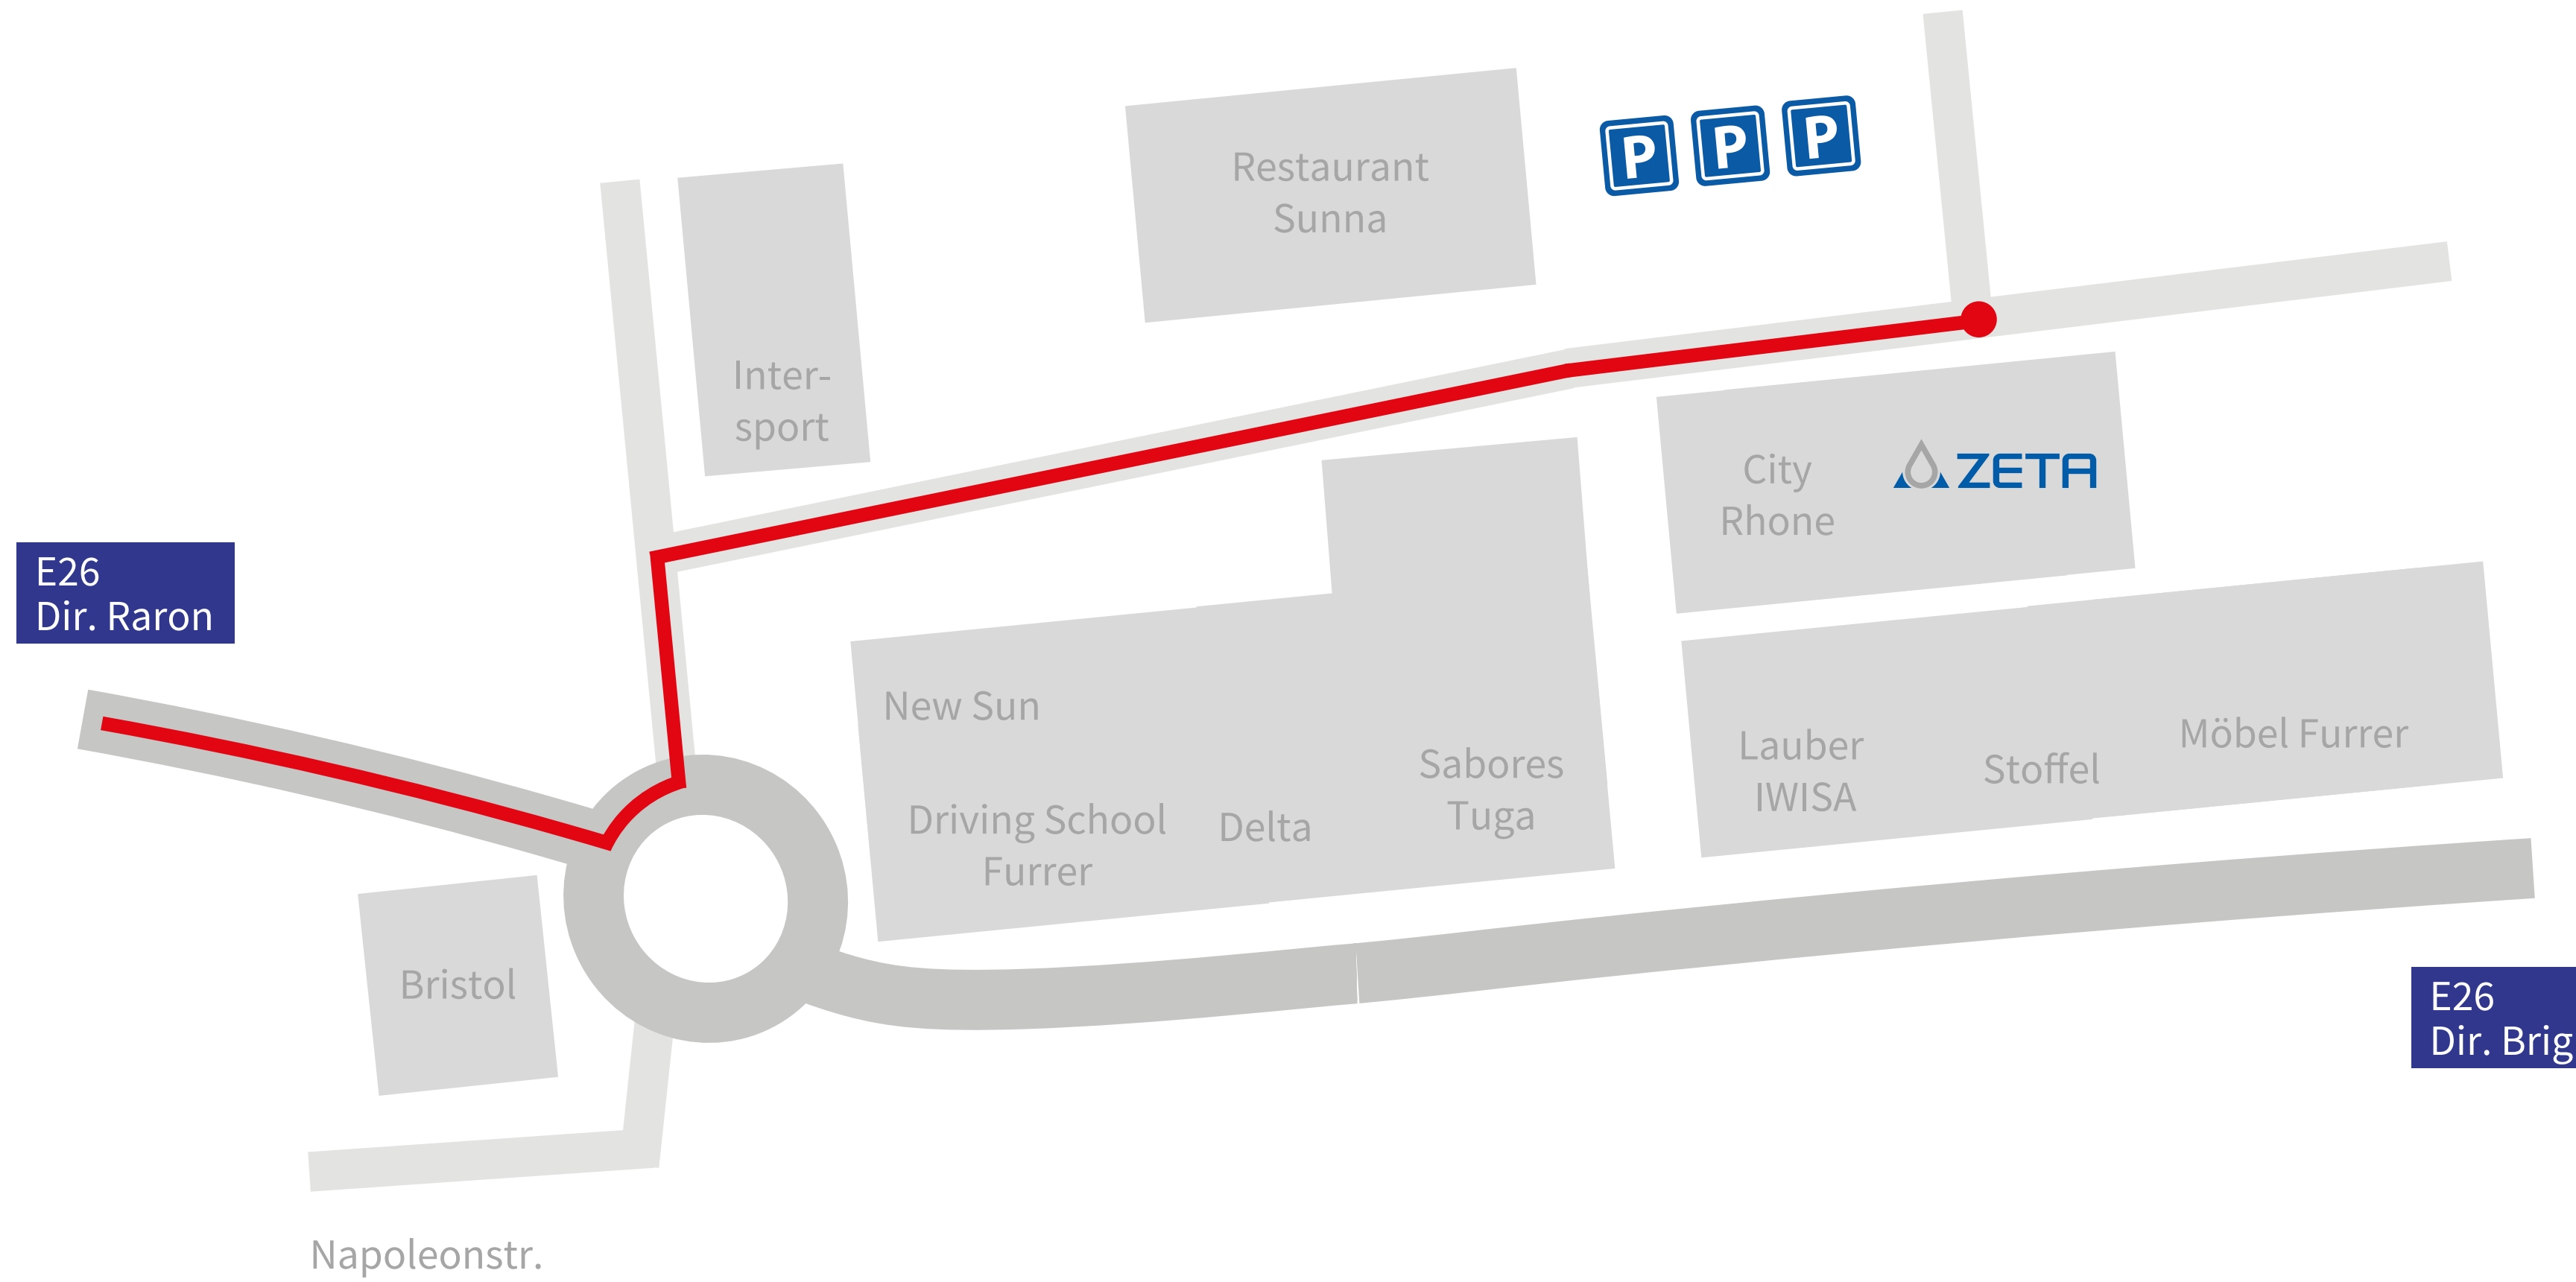 P P P
Restaurant
Sunna
Inter-
sport
City
Rhone
ZETA
E26
Dir. Raron
New Sun
Driving School
Furrer
Delta
Sabores
Tuga
Lauber
IWISA
Stoffel
Möbel Furrer
Bristol
E26
Dir. Brig
Napoleonstr.